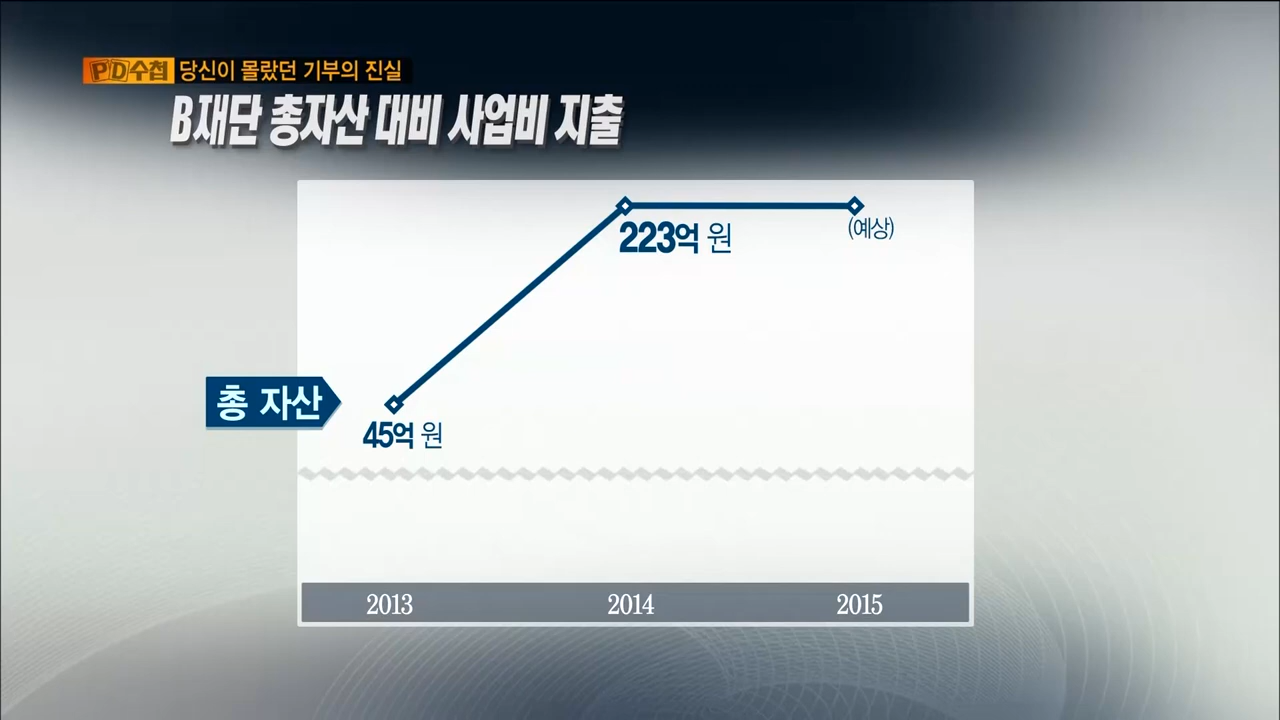 PD수첩 당신이 몰랐던 기부의 진실
B재단 총자산 대비 사업비 지출
223억 원
(예상)
총 자산
45억 원
2013 2014 2015